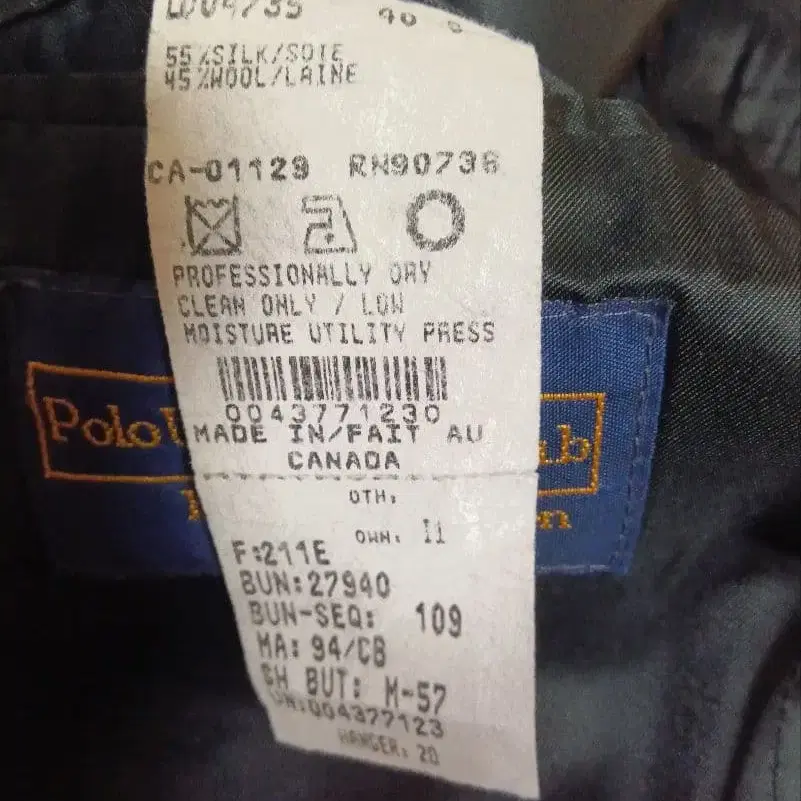 55%SILK/SOIE
45%WOOL/LAINE
CA-01129 RN90736
PROFESSIONALLY DRY
CLEAN ONLY / LOW
MOISTURE UTILITY PRESS
0043771230
MADE IN/FAIT AU
CANADA
Polo
OTH:
OWN: I1
F:211E
BUN:27940
BUN-SEQ: 109
MA: 94/CB
BUT: M-57
004377123
HANGER: 20